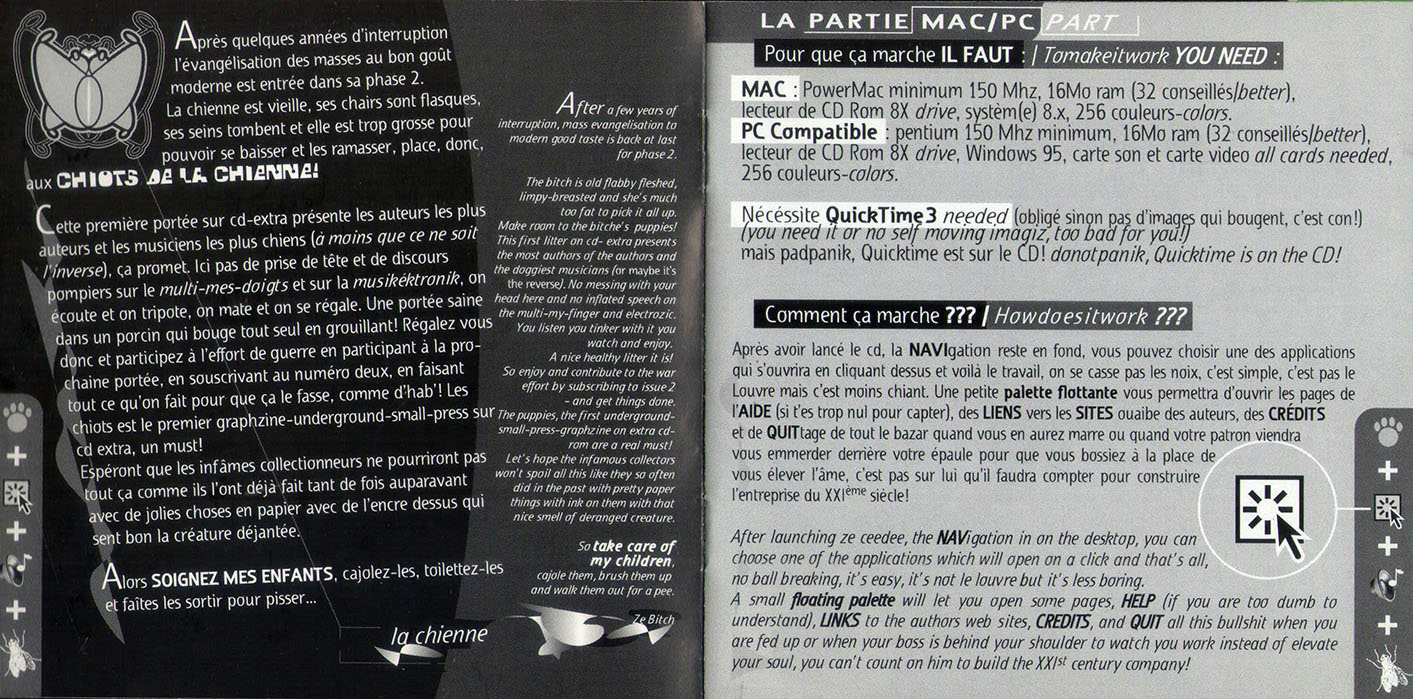 Après quelques années d'interruption
l'évangélisation des masses au bon goût
moderne est entrée dans sa phase 2.
La chienne est vieille, ses chairs sont flasques,
ses seins tombent et elle est trop grosse pour
pouvoir se baisser et les ramasser, place, donc,
aux CHIOTS DE LA CHIENNE!
Cette première portée sur cd-extra présente les auteurs les plus
auteurs et les musiciens les plus chiens (à moins que ce ne soit
l'inverse), ça promet. Ici pas de prise de tête et de discours
pompiers sur le multi-mes-doigts et sur la musikéktronik, on
écoute et on tripote, on mate et on se régale. Une portée saine
dans un porcin qui bouge tout seul en grouillant! Régalez vous
donc et participez à l'effort de guerre en participant à la pro-
chaine portée, en souscrivant au numéro deux, en faisant
tout ce qu'on fait pour que ça le fasse, comme d'hab'! Les
chiots est le premier graphzine-underground-small-press sur
cd extra, un must!
Espéront que les infâmes collectionneurs ne pourriront pas
tout ça comme ils l'ont déjà fait tant de fois auparavant
avec de jolies choses en papier avec de l'encre dessus qui
sent bon la créature déjantée.
Alors SOIGNEZ MES ENFANTS, cajolez-les, toilettez-les
et faîtes les sortir pour pisser...
la chienne
After a few years of
interruption, mass evangelisation to
modern good taste is back at last
for phase 2.
The bitch is old flabby fleshed,
limpy-breasted and she's much
too fat to pick it all up.
Make room to the bitche's puppies!
This first litter on cd- extra presents
the most authors of the authors and
the doggiest musicians (or maybe it's
the reverse). No messing with your
head here and no inflated speech on
the multi-my-finger and electrozic.
You listen you tinker with it you
watch and enjoy.
A nice healthy litter it is!
So enjoy and contribute to the war
effort by subscribing to issue 2
- and get things done.
The puppies, the first underground-
small-press-graphzine on extra cd-
rom are a real must!
Let's hope the infamous collectors
won't spoil all this like they so often
did in the past with pretty paper
things with ink on them with that
nice smell of deranged creature.
So take care of
my children,
cajole them, brush them up
and walk them out for a pee.
Ze Bitch
LA PARTIE MAC/PC PART
Pour que ça marche IL FAUT : | Tomakeitwork YOU NEED :
MAC : PowerMac minimum 150 Mhz, 16Mo ram (32 conseillés/better),
lecteur de CD Rom 8X drive, systèm(e) 8.x, 256 couleurs-colors.
PC Compatible : pentium 150 Mhz minimum, 16Mo ram (32 conseillés/better),
lecteur de CD Rom 8X drive, Windows 95, carte son et carte video all cards needed,
256 couleurs-colors.
Nécéssite QuickTime3 needed (obligé sinon pas d'images qui bougent, c'est con!)
(you need it or no self moving imagiz, too bad for you!)
mais padpanik, Quicktime est sur le CD! donotpanik, Quicktime is on the CD!
Comment ça marche ??? | Howdoesitwork ???
Après avoir lancé le cd, la NAVIgation reste en fond, vous pouvez choisir une des applications
qui s'ouvrira en cliquant dessus et voilà le travail, on se casse pas les noix, c'est simple, c'est pas le
Louvre mais c'est moins chiant. Une petite palette flottante vous permettra d'ouvrir les pages de
l'AIDE (si t'es trop nul pour capter), des LIENS vers les SITES ouaibe des auteurs, des CRÉDITS
et de QUITtage de tout le bazar quand vous en aurez marre ou quand votre patron viendra
vous emmerder derrière votre épaule pour que vous bossiez à la place de
vous élever l'âme, c'est pas sur lui qu'il faudra compter pour construire
l'entreprise du XXIème siècle!
After launching ze ceedee, the NAVigation in on the desktop, you can
choose one of the applications which will open on a click and that's all,
no ball breaking, it's easy, it's not le louvre but it's less boring.
A small floating palette will let you open some pages, HELP (if you are too dumb to
understand), LINKS to the authors web sites, CREDITS, and QUIT all this bullshit when you
are fed up or when your boss is behind your shoulder to watch you work instead of elevate
your soul, you can't count on him to build the XXIst century company!